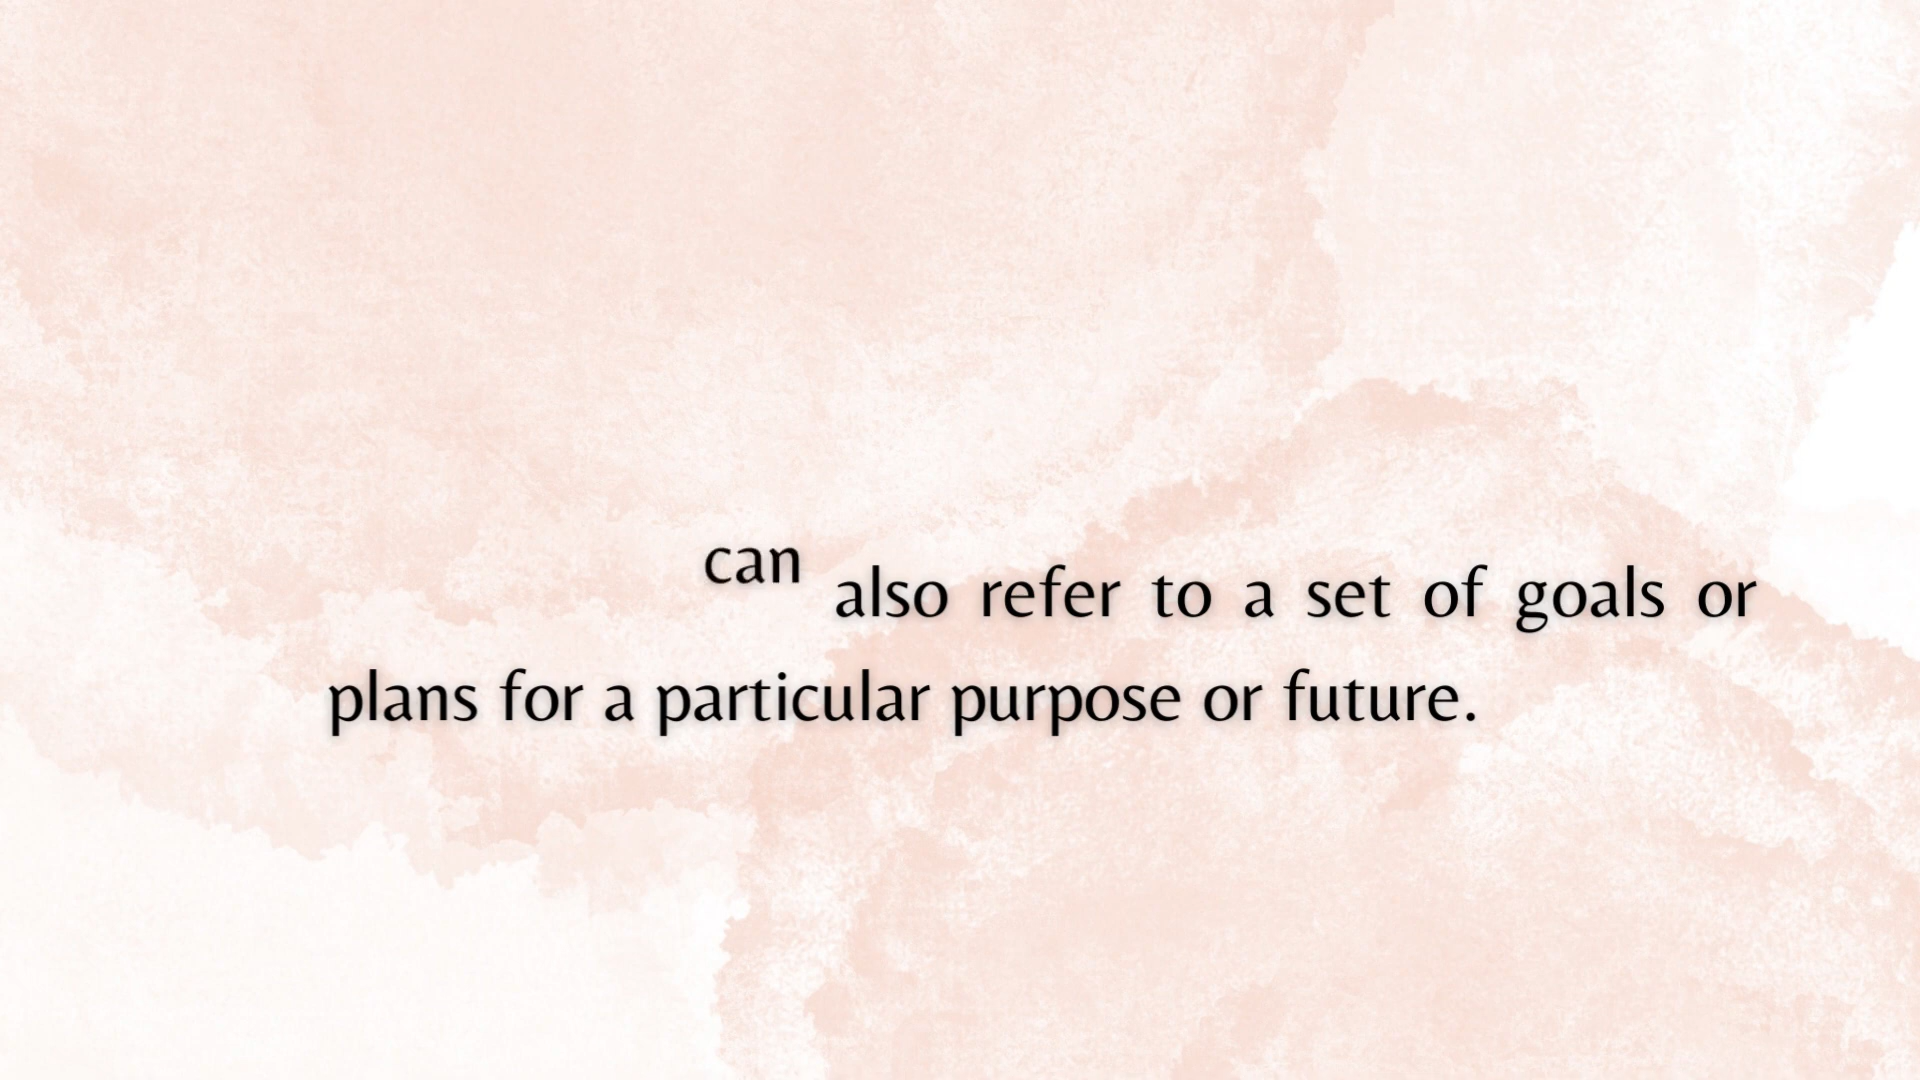 can also refer to a set of goals or
plans for a particular purpose or future.